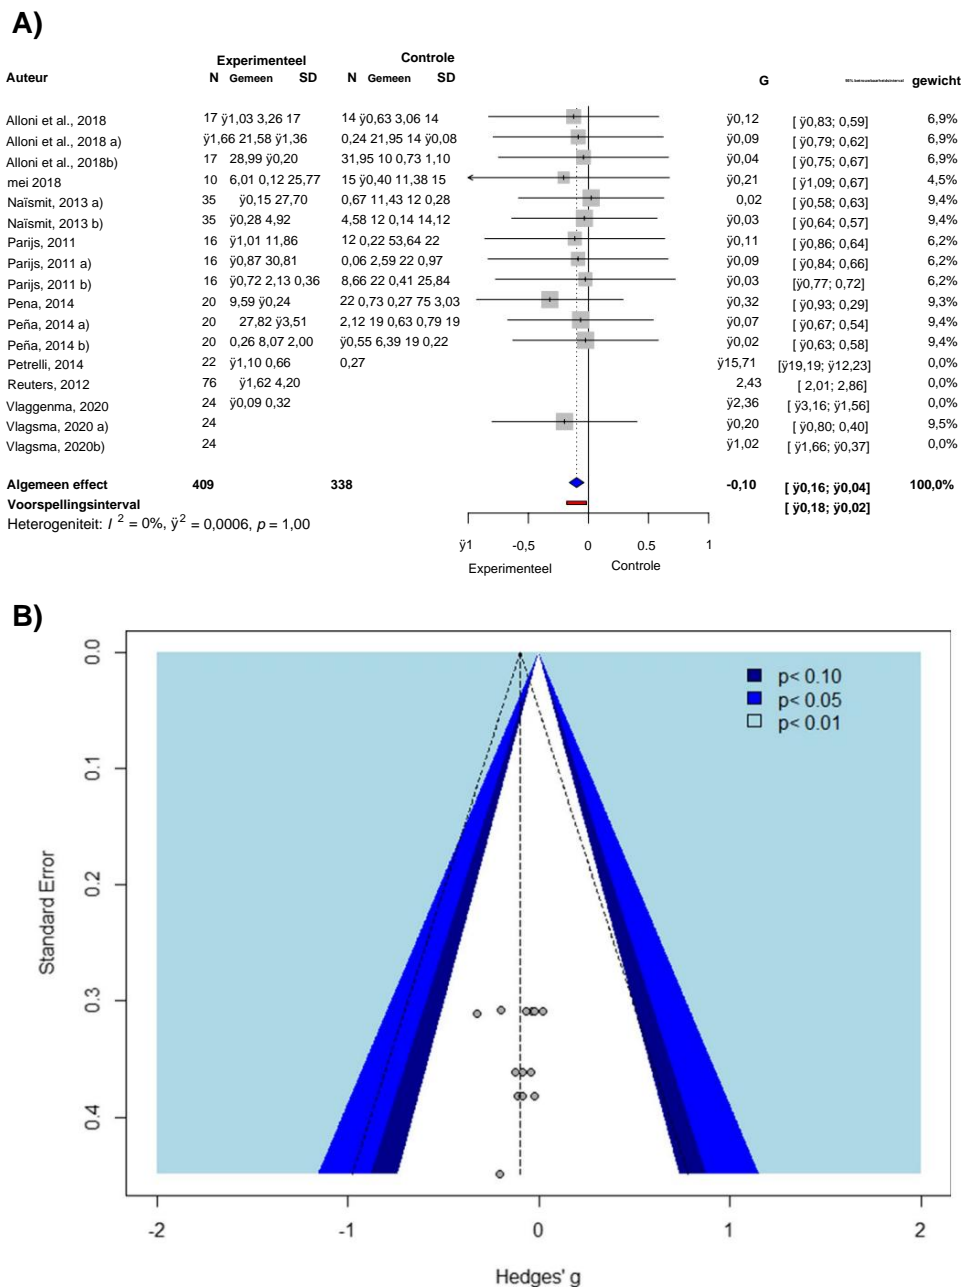 A)
Experimenteel Controle
Auteur N Gemeen SD N Gemeen SD G 95% betrouwbaarheidsinterval gewicht
Alloni et al., 2018 17 ÿ1,03 3,26 17 14 ÿ0,63 3,06 14 ÿ0,12 [ ÿ0,83; 0,59] 6,9%
Alloni et al., 2018 a) ÿ1,66 21,58 ÿ1,36 0,24 21,95 14 ÿ0,08 ÿ0,09 [ ÿ0,79; 0,62] 6,9%
Alloni et al., 2018b) 17 28,99 ÿ0,20 31,95 10 0,73 1,10 ÿ0,04 [ ÿ0,75; 0,67] 6,9%
mei 2018 10 6,01 0,12 25,77 15 ÿ0,40 11,38 15 ÿ0,21 [ ÿ1,09; 0,67] 4,5%
Naïsmit, 2013 a) 35 ÿ0,15 27,70 0,67 11,43 12 0,28 0,02 [ ÿ0,58; 0,63] 9,4%
Naïsmit, 2013 b) 35 ÿ0,28 4,92 4,58 12 0,14 14,12 ÿ0,03 [ ÿ0,64; 0,57] 9,4%
Parijs, 2011 16 ÿ1,01 11,86 12 0,22 53,64 22 ÿ0,11 [ ÿ0,86; 0,64] 6,2%
Parijs, 2011 a) 16 ÿ0,87 30,81 0,06 2,59 22 0,97 ÿ0,09 [ ÿ0,84; 0,66] 6,2%
Parijs, 2011 b) 16 ÿ0,72 2,13 0,36 8,66 22 0,41 25,84 ÿ0,03 [ÿ0,77; 0,72] 6,2%
Pena, 2014 20 9,59 ÿ0,24 22 0,73 0,27 75 3,03 ÿ0,32 [ÿ0,93; 0,29] 9,3%
Peña, 2014 a) 20 27,82 ÿ3,51 2,12 19 0,63 0,79 19 ÿ0,07 [ÿ0,67; 0,54] 9,4%
Peña, 2014 b) 20 0,26 8,07 2,00 ÿ0,55 6,39 19 0,22 ÿ0,02 [ÿ0,63; 0,58] 9,4%
Petrelli, 2014 22 ÿ1,10 0,66 0,27 ÿ15,71 [ÿ19,19; ÿ12,23] 0,0%
Reuters, 2012 76 ÿ1,62 4,20 2,43 [ 2,01; 2,86] 0,0%
Vlaggenma, 2020 24 ÿ0,09 0,32 ÿ2,36 [ ÿ3,16; ÿ1,56] 0,0%
Vlagsma, 2020 a) 24 ÿ0,20 [ ÿ0,80; 0,40] 9,5%
Vlagsma, 2020b) 24 ÿ1,02 [ ÿ1,66; ÿ0,37] 0,0%
Algemeen effect 409 338 -0,10 [ ÿ0,16; ÿ0,04] 100,0%
Voorspellingsinterval [ ÿ0,18; ÿ0,02]
Heterogeniteit: I 2 = 0%, ÿ2 = 0,0006, p = 1,00
ÿ1 -0,5 0 0.5 1
Experimenteel Controle
B)
p< 0.10
p< 0.05
p< 0.01
0.0
0.1
0.2
0.3
0.4
Standard Error
-2 -1 0 1 2
Hedges' g